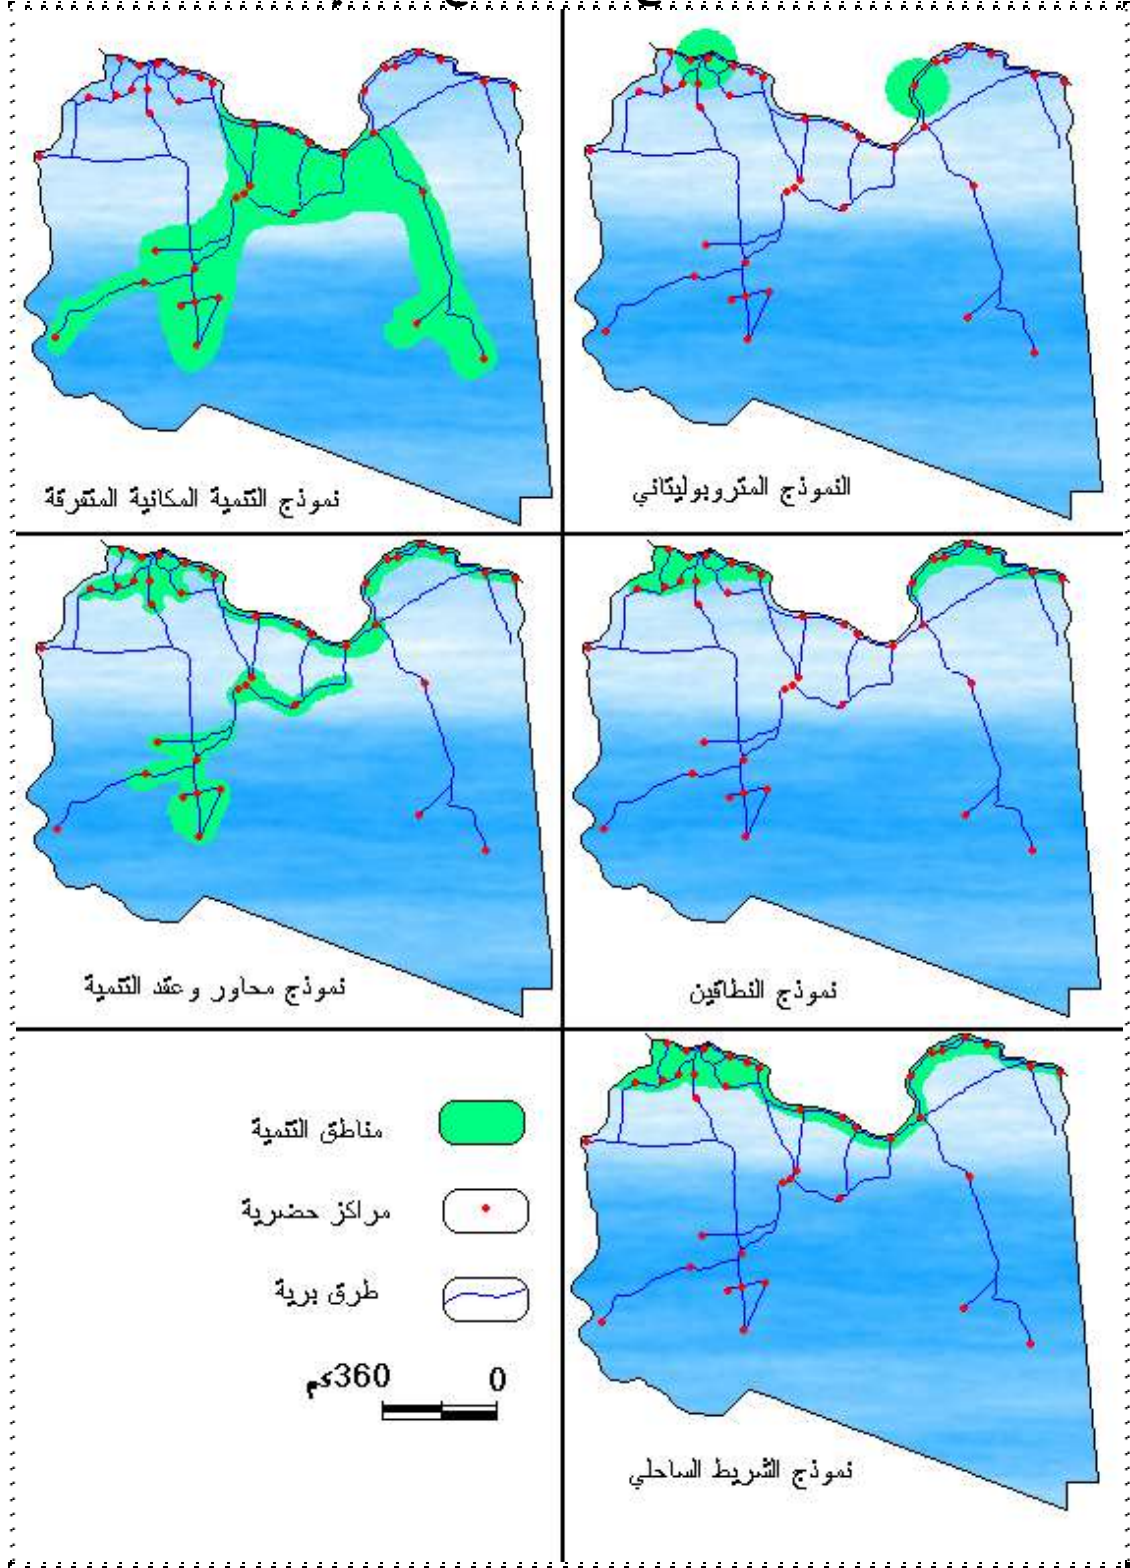 النموذج المتروبوليتاني
نموذج التنمية المكانية المتفرقة
نموذج النطاقين
نموذج محاور وعقد التنمية
نموذج الشريط الساحلي
مناطق التنمية
مراكز حضرية
طرق برية
0 360كم